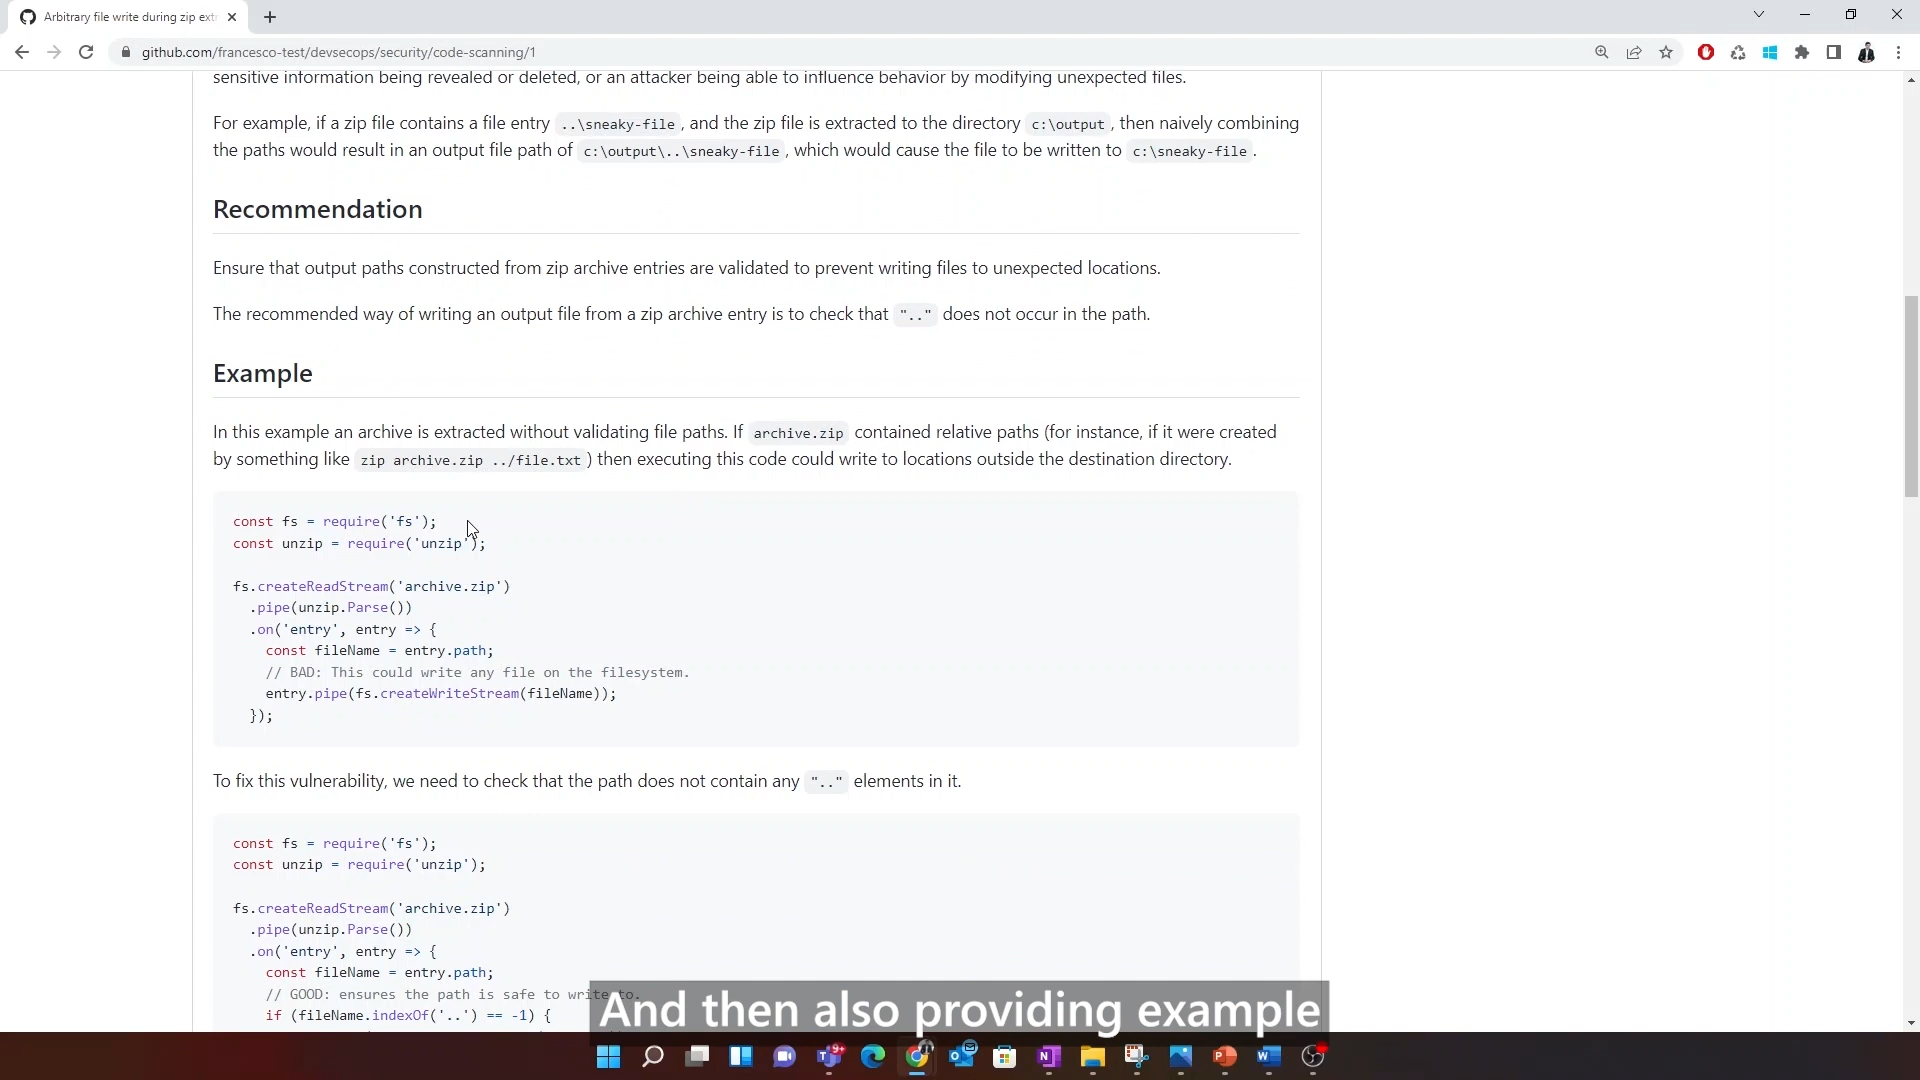 Arbitrary file write during zip extr
github.com/francesco-test/devsecops/security/code-scanning/1
sensitive information being revealed or deleted, or an attacker being able to influence behavior by modifying unexpected files.
For example, if a zip file contains a file entry ..\sneaky-file , and the zip file is extracted to the directory c:\output , then naively combining
the paths would result in an output file path of c:\output\..\sneaky-file , which would cause the file to be written to c:\sneaky-file .
Recommendation
Ensure that output paths constructed from zip archive entries are validated to prevent writing files to unexpected locations.
The recommended way of writing an output file from a zip archive entry is to check that ".." does not occur in the path.
Example
In this example an archive is extracted without validating file paths. If archive.zip contained relative paths (for instance, if it were created
by something like zip archive.zip ../file.txt ) then executing this code could write to locations outside the destination directory.
const fs = require('fs');
const unzip = require('unzip');
fs.createReadStream('archive.zip')
.pipe(unzip.Parse())
.on('entry', entry => {
const fileName = entry.path;
// BAD: This could write any file on the filesystem.
entry.pipe(fs.createWriteStream(fileName));
});
To fix this vulnerability, we need to check that the path does not contain any ".." elements in it.
const fs = require('fs');
const unzip = require('unzip');
fs.createReadStream('archive.zip')
.pipe(unzip.Parse())
.on('entry', entry => {
const fileName = entry.path;
// GOOD: ensures the path is safe to write to.
if (fileName.indexOf('..') == -1) {
And then also providing example
9+